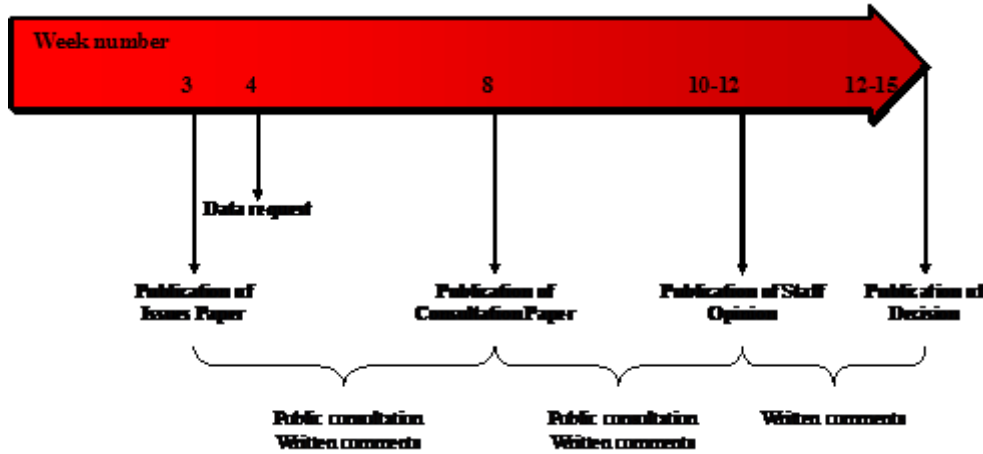 Week number
3 4 8 10-12 12-15
Data request
Publication of
Issues Paper
Publication of
Consultation Paper
Publication of Staff
Opinion
Publication of
Decision
Public consultation
Written comments
Public consultation
Written comments
Written comments